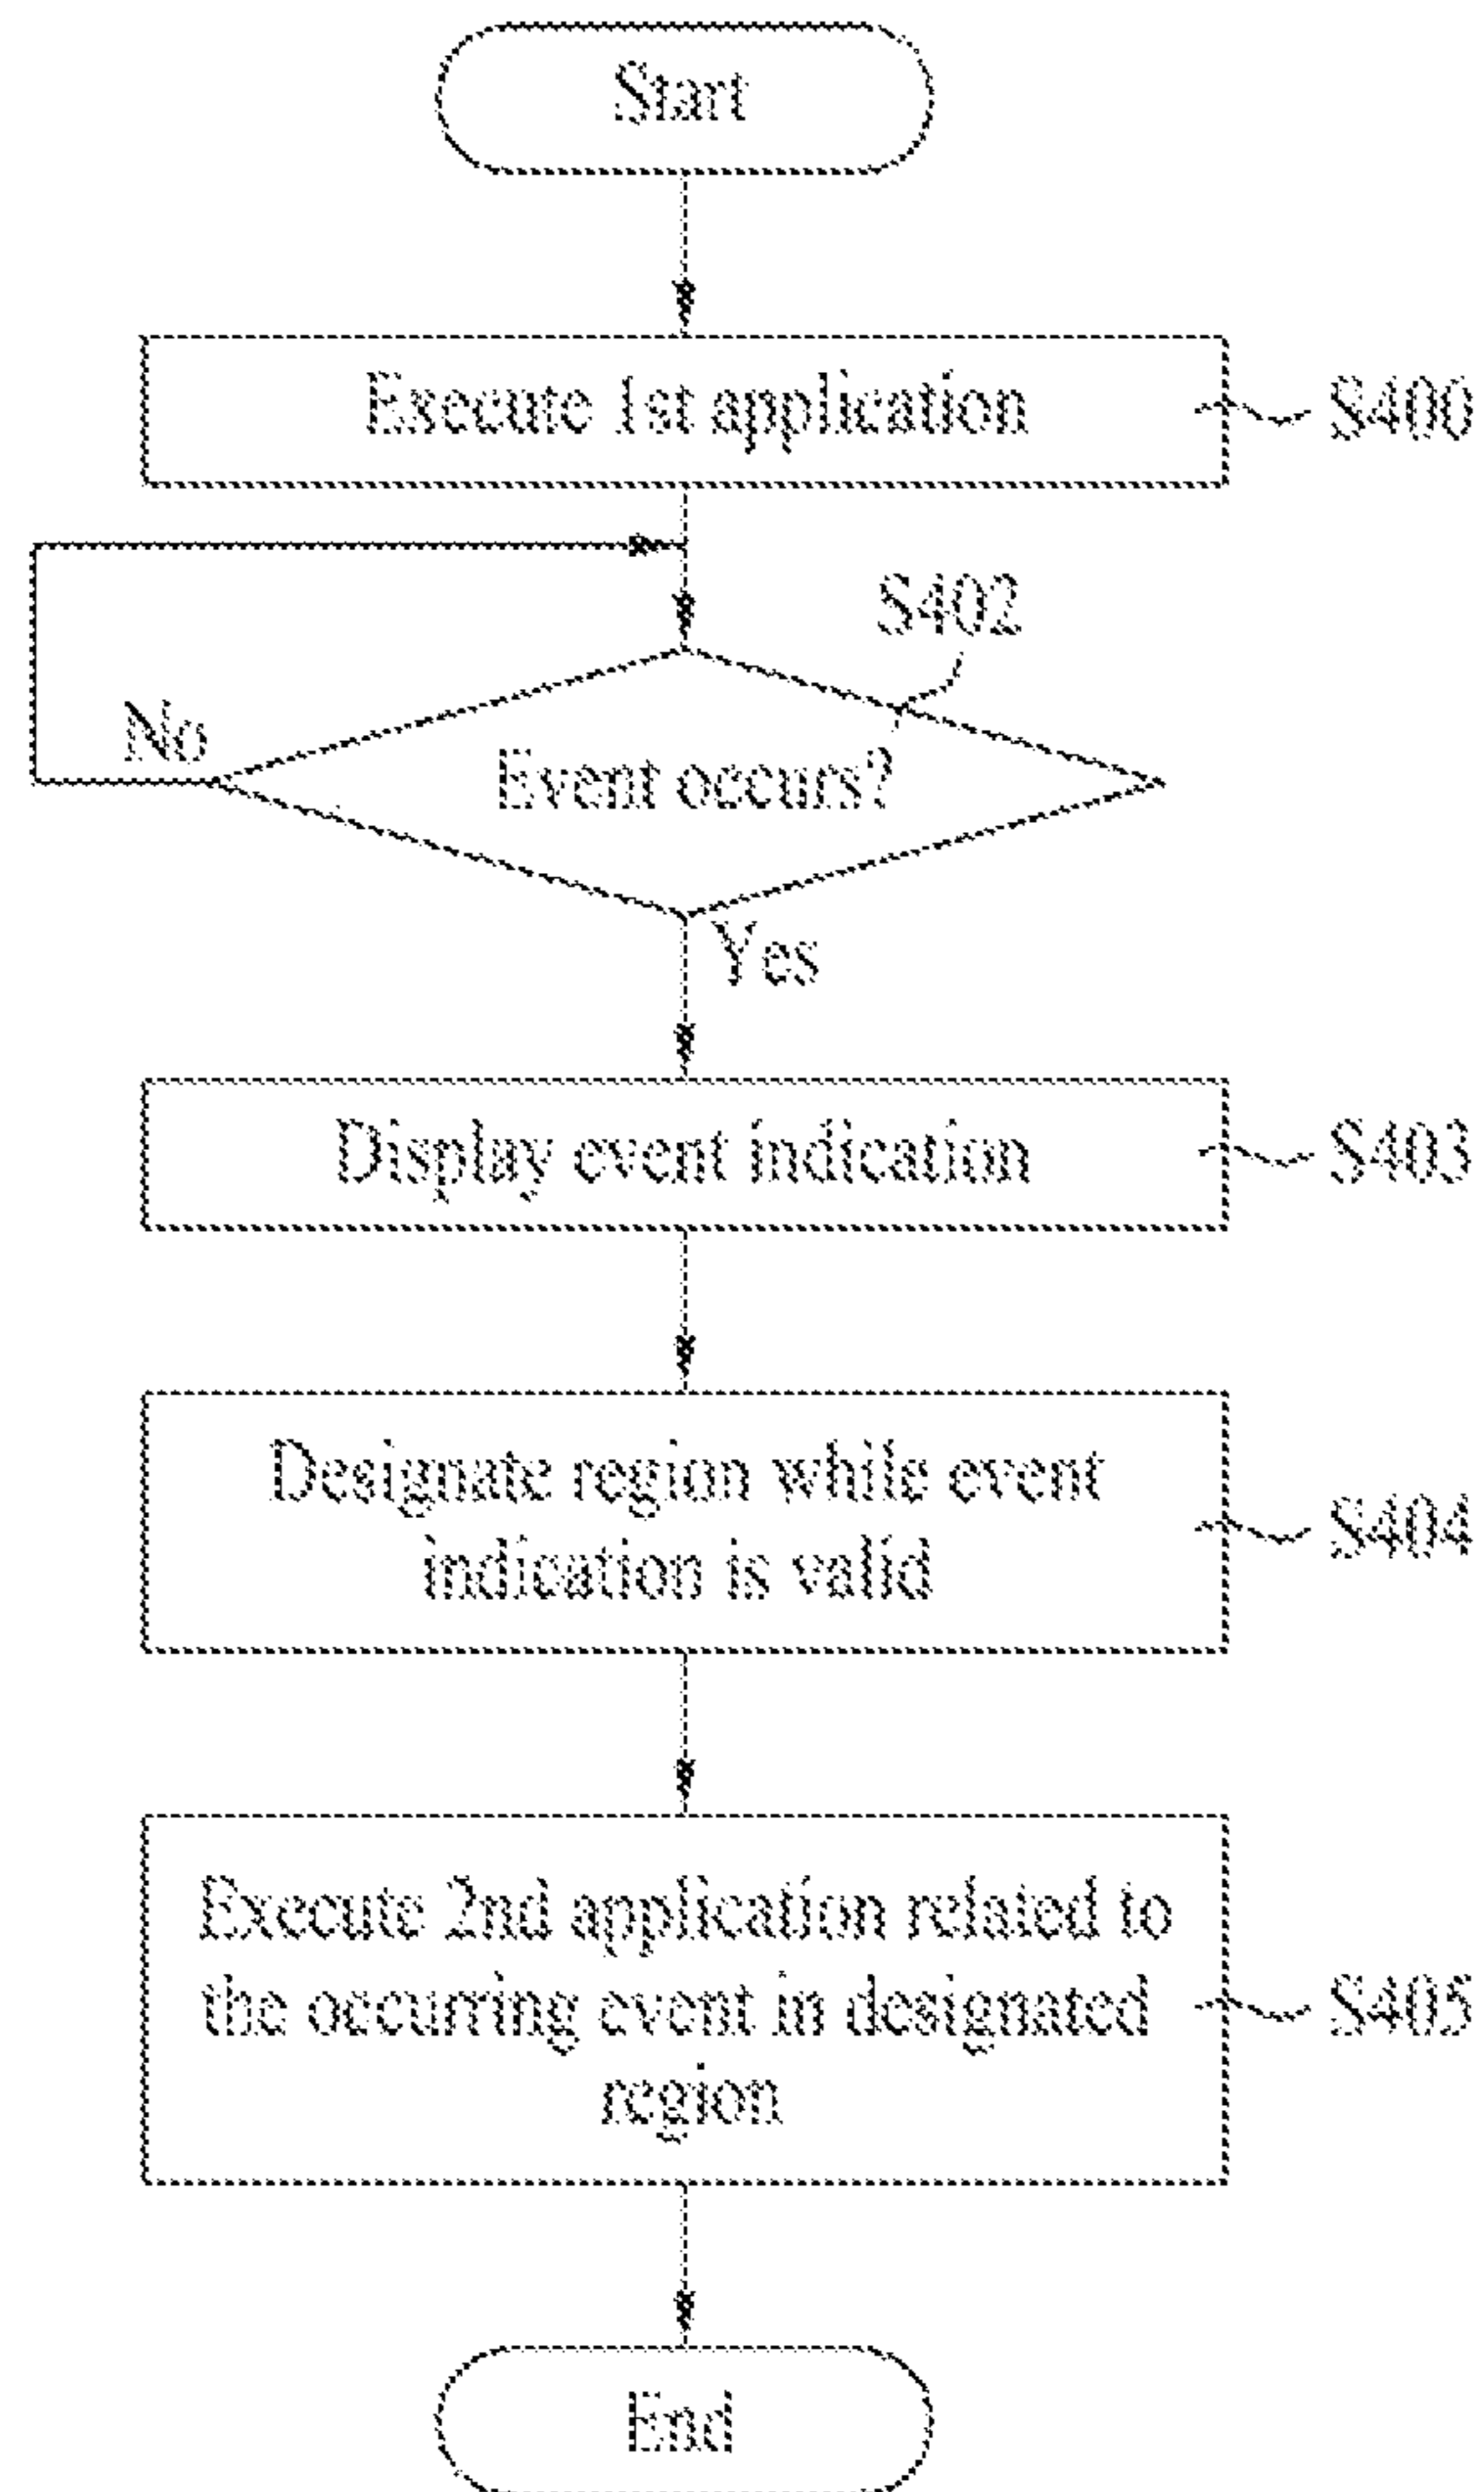 Start
Execute 1st application
S400
S402
No
Event occurs?
Yes
Display event indication
S403
Designate region while event
indication is valid
S404
Execute 2nd application related to
the occurring event in designated
region
S405
End